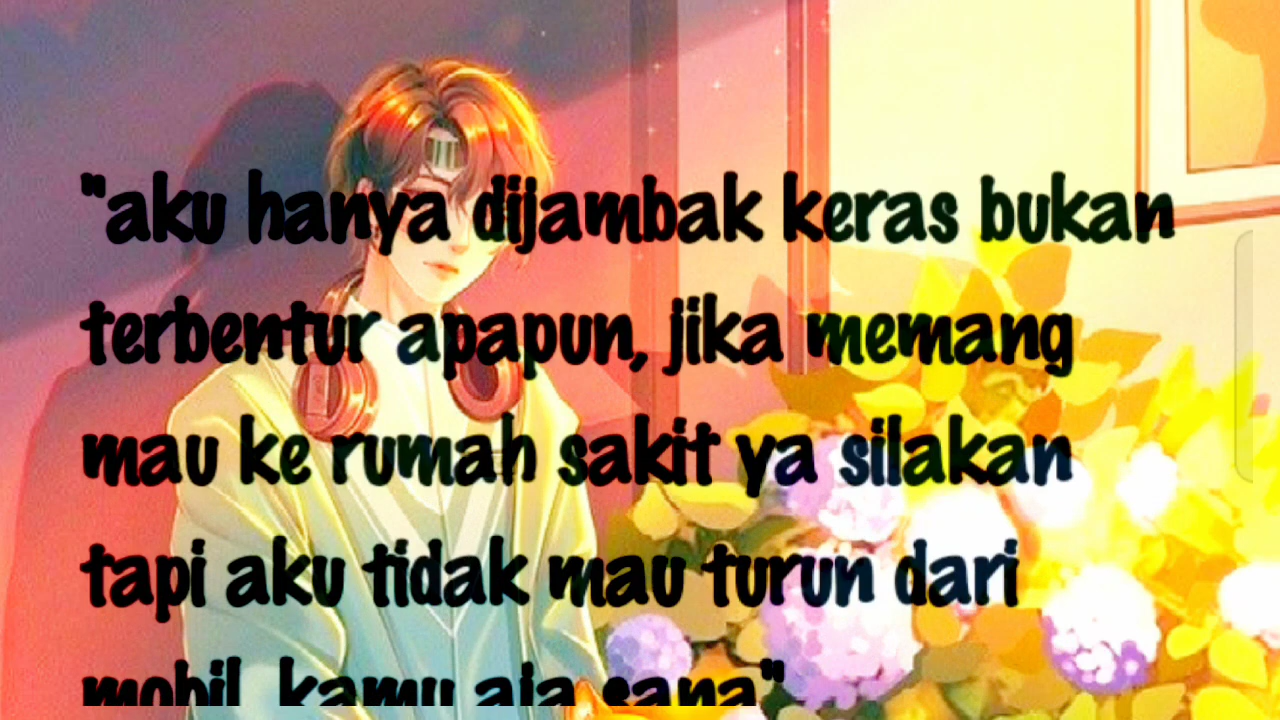 "aku hanya dijambak keras bukan
terbentur apapun, jika memang
mau ke rumah sakit ya silakan
tapi aku tidak mau turun dari
mobil, kamu aja sana"